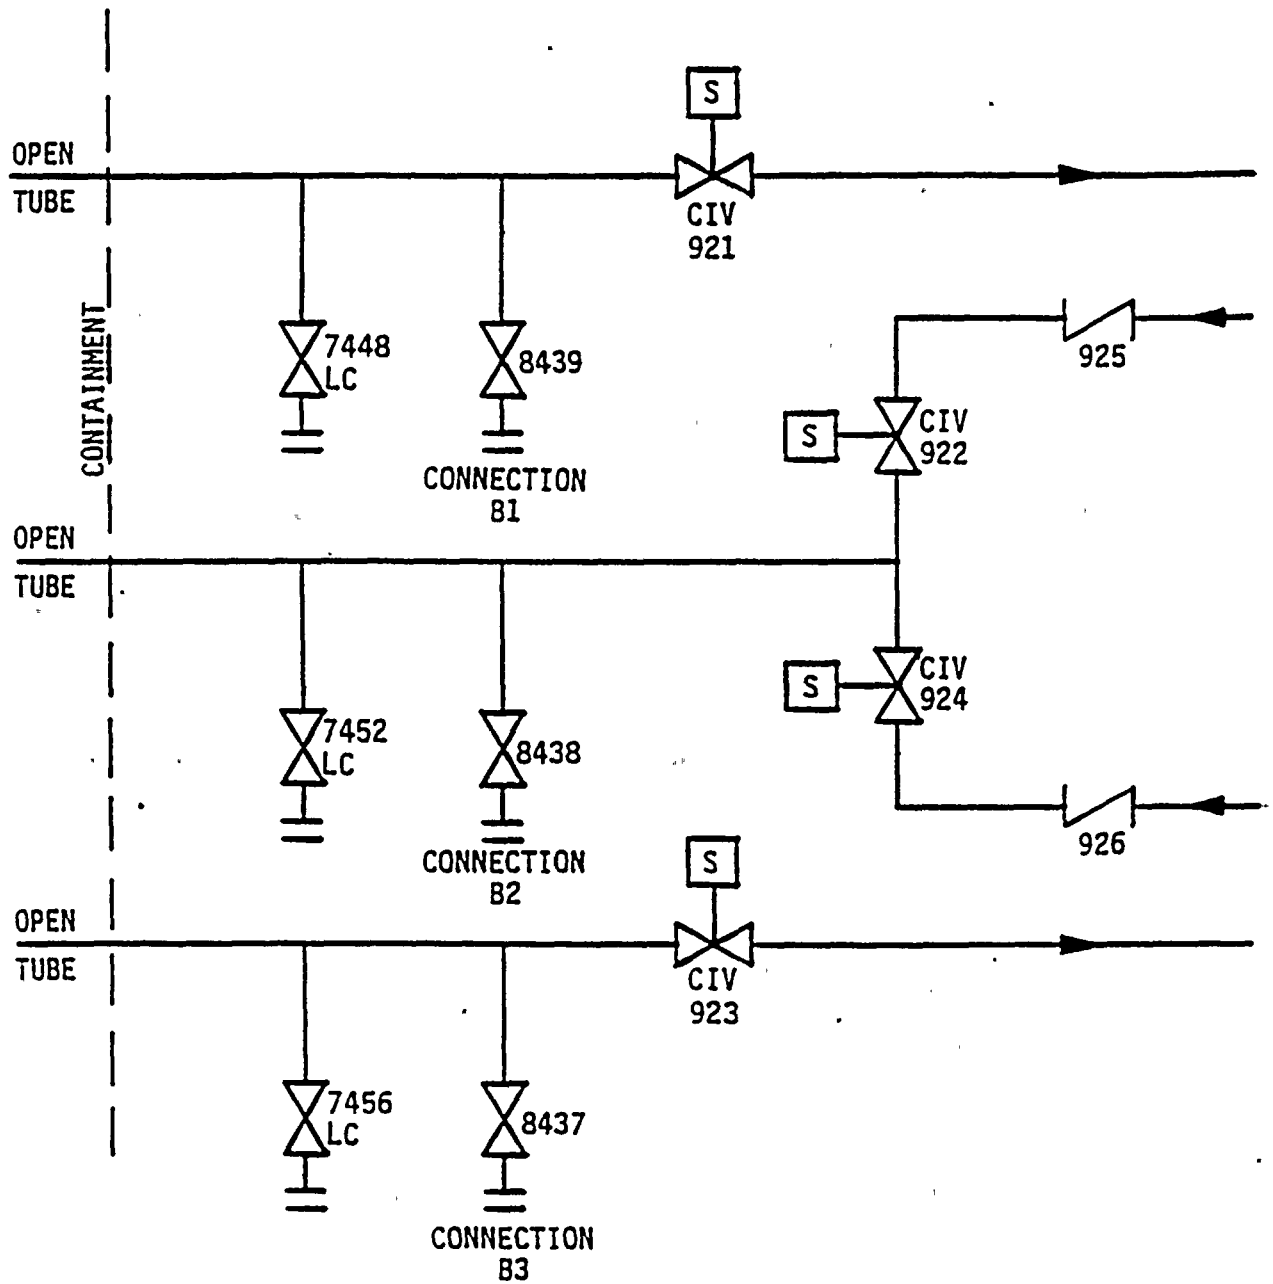 S
OPEN
TUBE
CIV
921
CONTAINMENT
7448
LC
8439
925
S
CIV
922
CONNECTION
B1
OPEN
TUBE
S
CIV
924
7452
LC
8438
926
CONNECTION
B2
S
OPEN
TUBE
CIV
923
7456
LC
8437
CONNECTION
B3